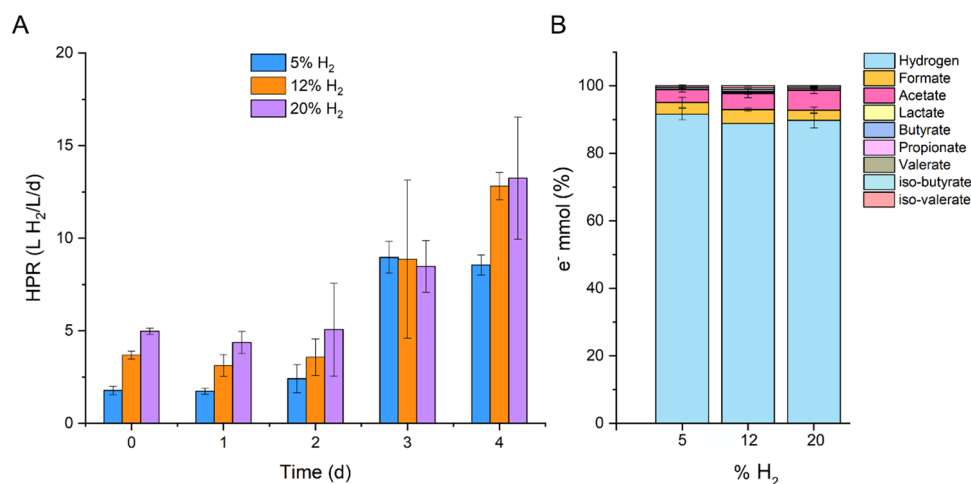 A
HPR (L H₂/L/d)
20
15
10
5
0
5% H₂
12% H₂
20% H₂
0 1 2 3 4
Time (d)
B
e⁻ mmol (%)
100
80
60
40
20
0
5 12 20
% H₂
Hydrogen
Formate
Acetate
Lactate
Butyrate
Propionate
Valerate
iso-butyrate
iso-valerate